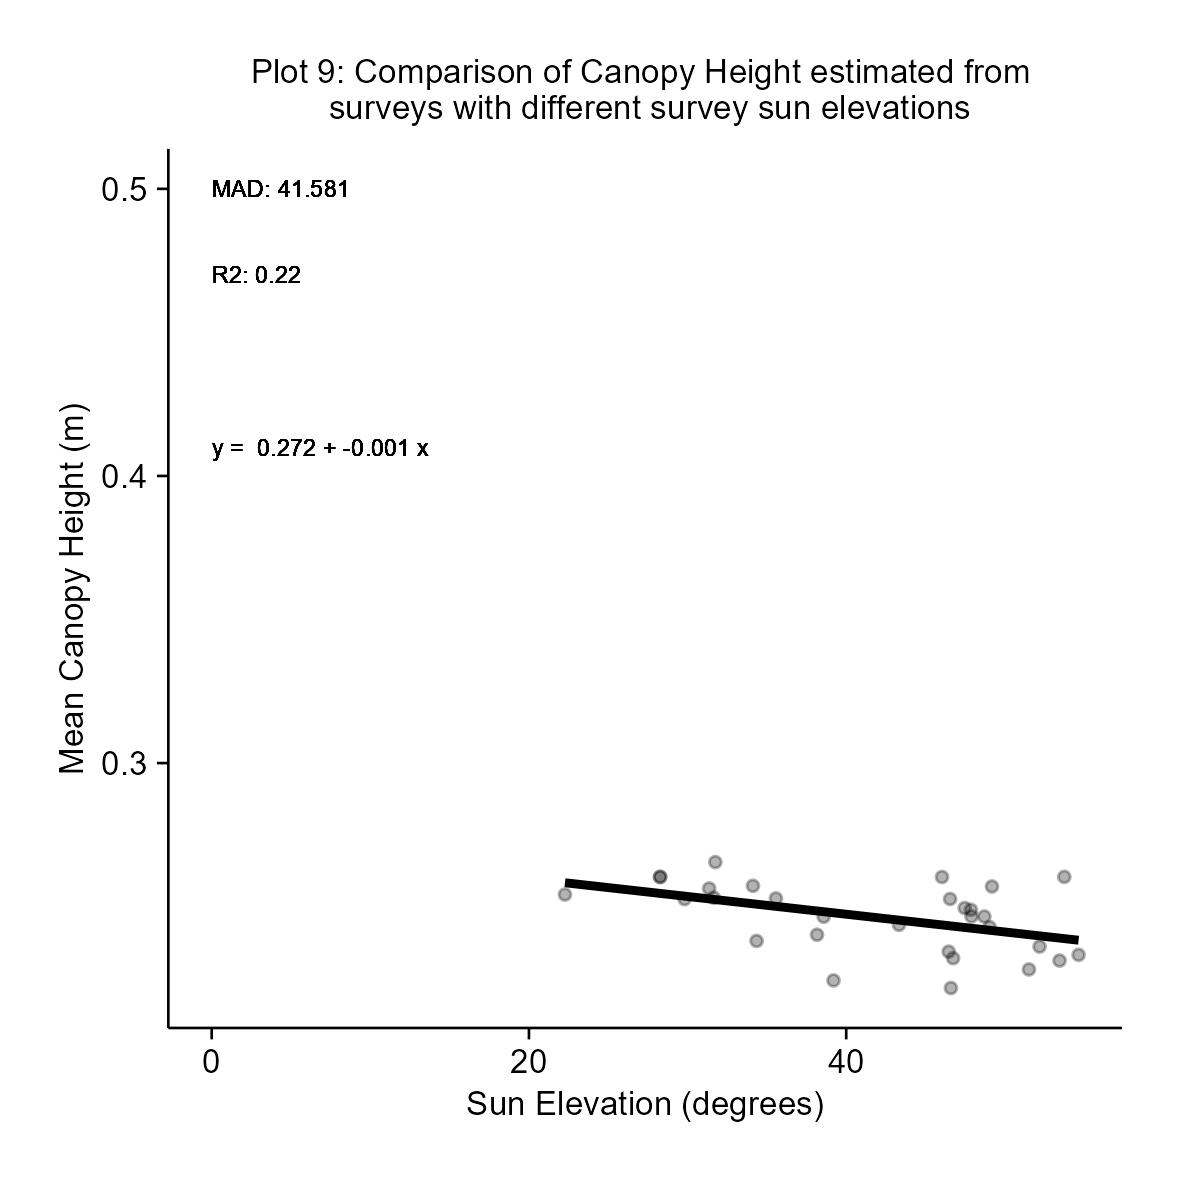 Plot 9: Comparison of Canopy Height estimated from
surveys with different survey sun elevations
0.5
MAD: 41.581
R2: 0.22
y =  0.272 + -0.001 x
0.4
0.3
Mean Canopy Height (m)
0
20
40
Sun Elevation (degrees)